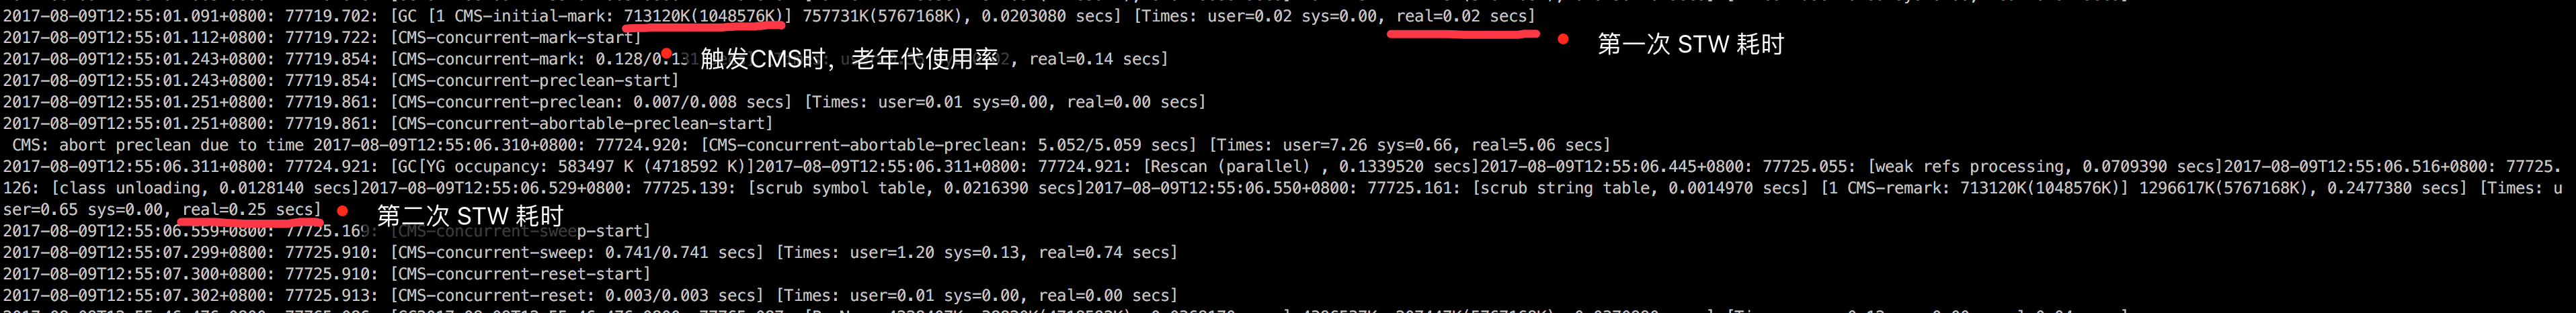 2017-08-09T12:55:01.091+0800: 77719.702: [GC [1 CMS-initial-mark: 713120K(1048576K)] 757731K(5767168K), 0.0203080 secs] [Times: user=0.02 sys=0.00, real=0.02 secs]
第一次 STW 耗时
2017-08-09T12:55:01.112+0800: 77719.722: [CMS-concurrent-mark-start]
触发CMS时，老年代使用率
2017-08-09T12:55:01.243+0800: 77719.854: [CMS-concurrent-mark: 0.128/0.131 , real=0.14 secs]
2017-08-09T12:55:01.243+0800: 77719.854: [CMS-concurrent-preclean-start]
2017-08-09T12:55:01.251+0800: 77719.861: [CMS-concurrent-preclean: 0.007/0.008 secs] [Times: user=0.01 sys=0.00, real=0.00 secs]
2017-08-09T12:55:01.251+0800: 77719.861: [CMS-concurrent-abortable-preclean-start]
CMS: abort preclean due to time 2017-08-09T12:55:06.310+0800: 77724.920: [CMS-concurrent-abortable-preclean: 5.052/5.059 secs] [Times: user=7.26 sys=0.66, real=5.06 secs]
2017-08-09T12:55:06.311+0800: 77724.921: [GC[YG occupancy: 583497 K (4718592 K)]2017-08-09T12:55:06.311+0800: 77724.921: [Rescan (parallel) , 0.1339520 secs]2017-08-09T12:55:06.445+0800: 77725.055: [weak refs processing, 0.0709390 secs]2017-08-09T12:55:06.516+0800: 77725.
126: [class unloading, 0.0128140 secs]2017-08-09T12:55:06.529+0800: 77725.139: [scrub symbol table, 0.0216390 secs]2017-08-09T12:55:06.550+0800: 77725.161: [scrub string table, 0.0014970 secs] [1 CMS-remark: 713120K(1048576K)] 1296617K(5767168K), 0.2477380 secs] [Times: u
ser=0.65 sys=0.00, real=0.25 secs]
第二次 STW 耗时
2017-08-09T12:55:06.559+0800: 77725.169: [CMS-concurrent-sweep-start]
2017-08-09T12:55:07.299+0800: 77725.910: [CMS-concurrent-sweep: 0.741/0.741 secs] [Times: user=1.20 sys=0.13, real=0.74 secs]
2017-08-09T12:55:07.300+0800: 77725.910: [CMS-concurrent-reset-start]
2017-08-09T12:55:07.302+0800: 77725.913: [CMS-concurrent-reset: 0.003/0.003 secs] [Times: user=0.01 sys=0.00, real=0.00 secs]